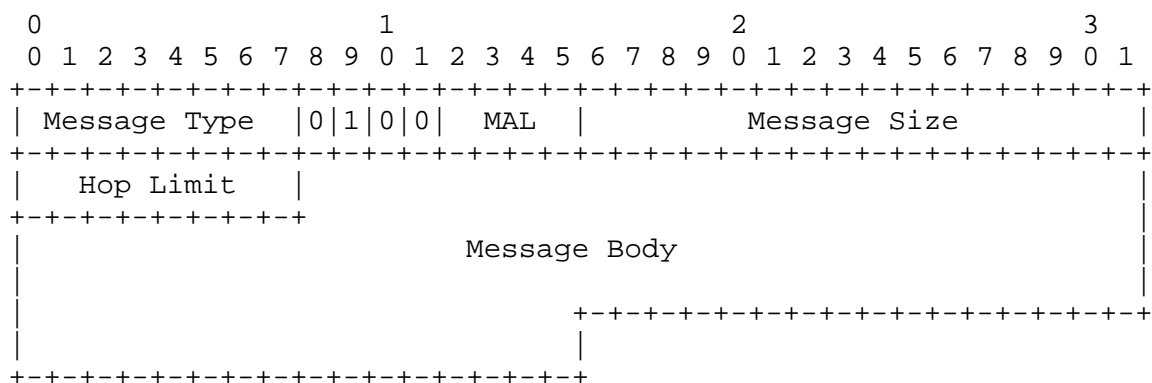 0                   1                   2                   3
 0 1 2 3 4 5 6 7 8 9 0 1 2 3 4 5 6 7 8 9 0 1 2 3 4 5 6 7 8 9 0 1
+-+-+-+-+-+-+-+-+-+-+-+-+-+-+-+-+-+-+-+-+-+-+-+-+-+-+-+-+-+-+-+-+
| Message Type  |0|1|0|0|  MAL  |         Message Size          |
+-+-+-+-+-+-+-+-+-+-+-+-+-+-+-+-+-+-+-+-+-+-+-+-+-+-+-+-+-+-+-+-+
|   Hop Limit   |                                               |
+-+-+-+-+-+-+-+-+                                               |
|                         Message Body                          |
|                                                               |
|                               +-+-+-+-+-+-+-+-+-+-+-+-+-+-+-+-+
|                               |
+-+-+-+-+-+-+-+-+-+-+-+-+-+-+-+-+